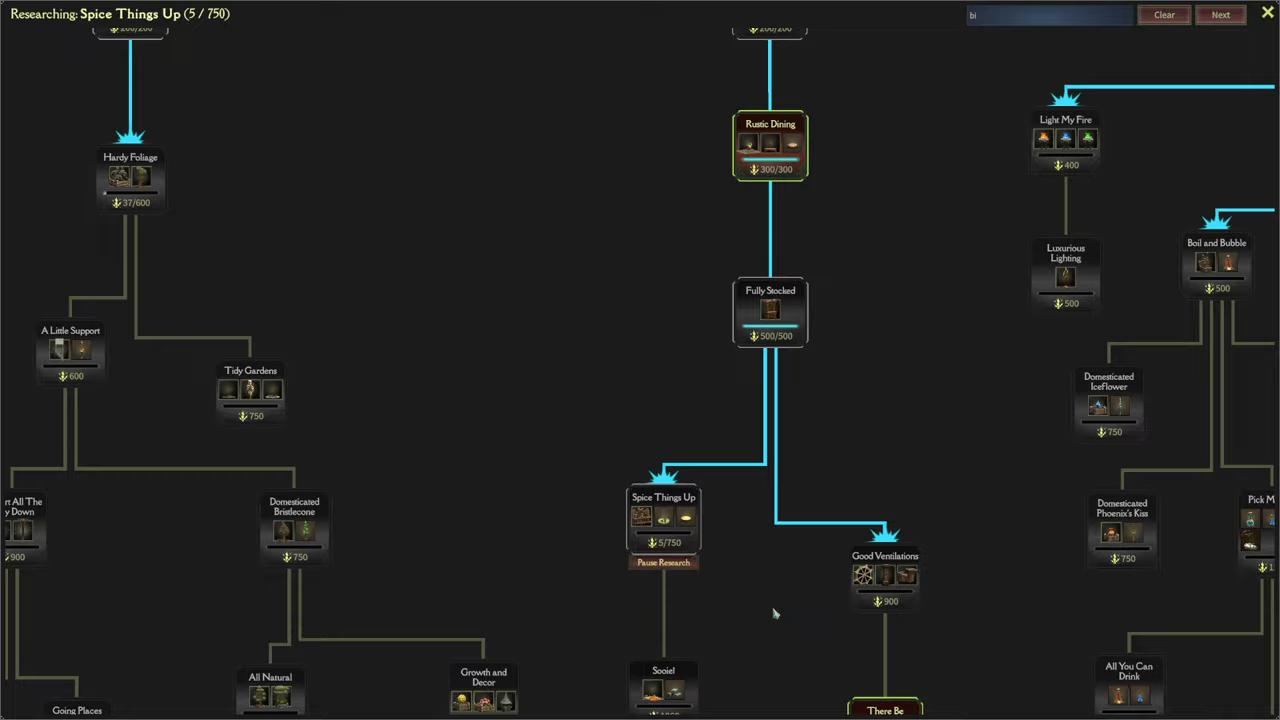 Researching: Spice Things Up (5 / 750)
bi
Clear
Next
200/200
200/200
Rustic Dining
300/300
Light My Fire
400
Hardy Foliage
37/600
Luxurious
Lighting
500
Boil and Bubble
500
Fully Stocked
500/500
A Little Support
600
Tidy Gardens
750
Domesticated
Iceflower
750
rt All The
y Down
900
Domesticated
Bristlecone
750
Spice Things Up
5/750
Pause Research
Good Ventilations
900
Domesticated
Phoenix's Kiss
750
Pick M
All Natural
Growth and
Decor
Sooie!
All You Can
Drink
Going Places
There Be